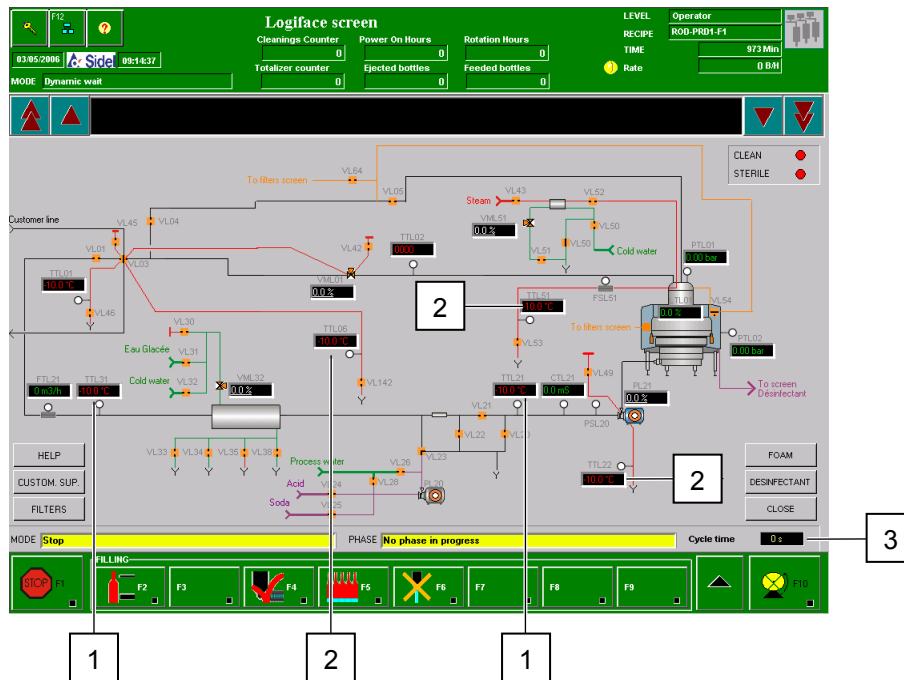 F12
?
Logiface screen
LEVEL Operator
RECIPE ROD-PRD1-F1
TIME 973 Min
Rate 0 B/H
Cleanings Counter
0
Power On Hours
0
Rotation Hours
0
03/05/2006 Sidel 09:14:37
Totalizer counter
0
Ejected bottles
0
Feeded bottles
0
MODE Dynamic wait
CLEAN
STERILE
To filters screen
VL64
VL05
VL04
VL45
Customer line
VL01
VL03
TTL01
-10.0 °C
VL46
VL42
TTL02
0000
VML01
0.0 %
Steam
VL43
VL52
VML51
0.0 %
VL50
VL51
VL50
Cold water
PTL01
0.00 bar
FSL51
TTL51
-10.0 °C
2
VL53
To filters screen
0.0 %
VL54
PTL02
0.00 bar
To screen
Désinfectant
VL30
Eau Glacée
VL31
Cold water
VL32
VML32
0.0 %
TTL06
-10.0 °C
VL142
FTL21
0 m3/h
TTL31
-10.0 °C
TTL21
-10.0 °C
CTL21
0.0 mS
VL49
PSL20
PL21
0.0 %
VL21
VL22
VL23
VL33
VL34
VL35
VL38
Process water
VL26
VL28
Acid
VL24
Soda
VL25
PL20
TTL22
-10.0 °C
2
HELP
CUSTOM. SUP.
FILTERS
FOAM
DESINFECTANT
CLOSE
MODE Stop
PHASE No phase in progress
Cycle time 0 s
3
FILLING
STOP F1
F2
F3
F4
F5
F6
F7
F8
F9
F10
1
2
1